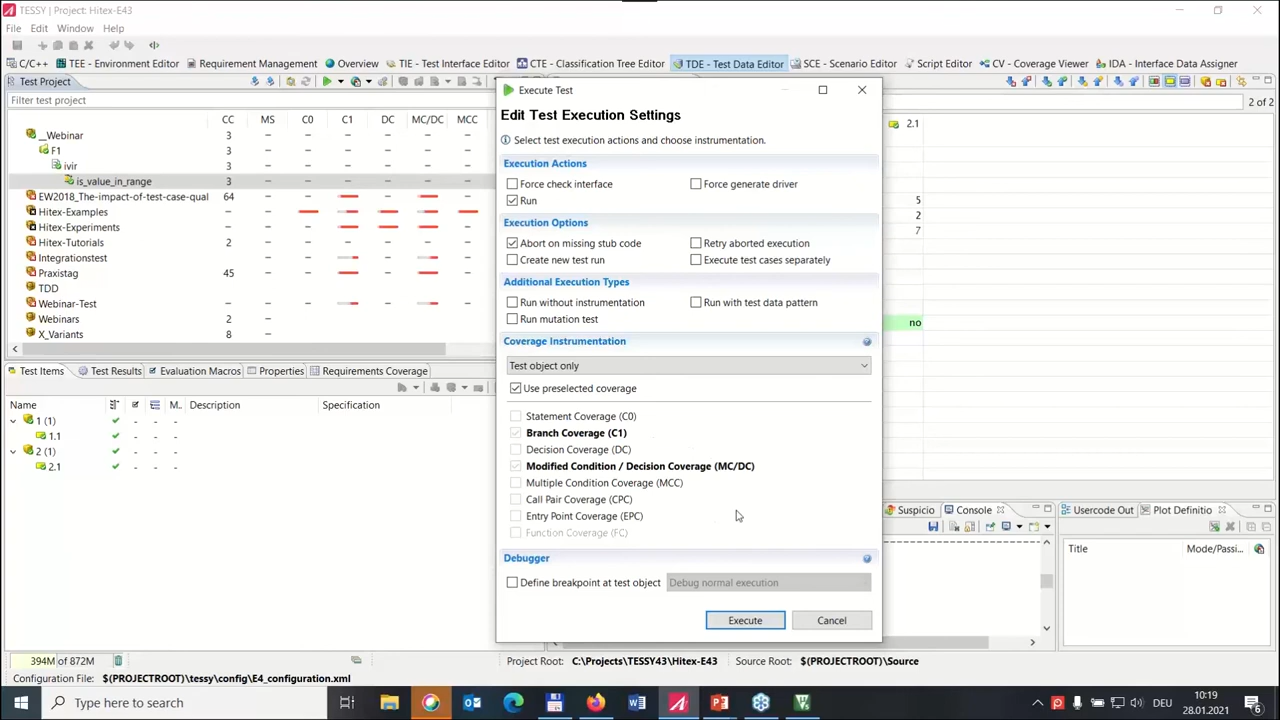 TESSY | Project: Hitex-E43
File Edit Window Help
C/C++ TEE - Environment Editor Requirement Management Overview TIE - Test Interface Editor CTE - Classification Tree Editor TDE - Test Data Editor SCE - Scenario Editor Script Editor CV - Coverage Viewer IDA - Interface Data Assigner
Test Project
Filter test project
CC MS C0 C1 DC MC/DC MCC
__Webinar 3 – – – – – –
F1 3 – – – – – –
ivir 3 – – – – – –
is_value_in_range 3 – – – – – –
EW2018_The-impact-of-test-case-qual 64 –
Hitex-Examples –
Hitex-Experiments –
Hitex-Tutorials 2 – – – – – –
Integrationstest –
Praxistag 45 –
TDD
Webinar-Test – – – –
Webinars 2 –
X_Variants 8 –
2 of 2
2.1
5
2
7
no
Execute Test
Edit Test Execution Settings
Select test execution actions and choose instrumentation.
Execution Actions
Force check interface Force generate driver
Run
Execution Options
Abort on missing stub code Retry aborted execution
Create new test run Execute test cases separately
Additional Execution Types
Run without instrumentation Run with test data pattern
Run mutation test
Coverage Instrumentation
Test object only
Use preselected coverage
Statement Coverage (C0)
Branch Coverage (C1)
Decision Coverage (DC)
Modified Condition / Decision Coverage (MC/DC)
Multiple Condition Coverage (MCC)
Call Pair Coverage (CPC)
Entry Point Coverage (EPC)
Function Coverage (FC)
Debugger
Define breakpoint at test object Debug normal execution
Execute Cancel
Test Items Test Results Evaluation Macros Properties Requirements Coverage
Name M.. Description Specification
1 (1) - - -
1.1 - - -
2 (1) - - -
2.1 - - -
Suspicio Console Usercode Out Plot Definitio
Title Mode/Passi...
394M of 872M Project Root: C:\Projects\TESSY43\Hitex-E43 Source Root: $(PROJECTROOT)\Source
Configuration File: $(PROJECTROOT)\tessy\config\E4_configuration.xml
Type here to search
DEU
10:19
28.01.2021
6